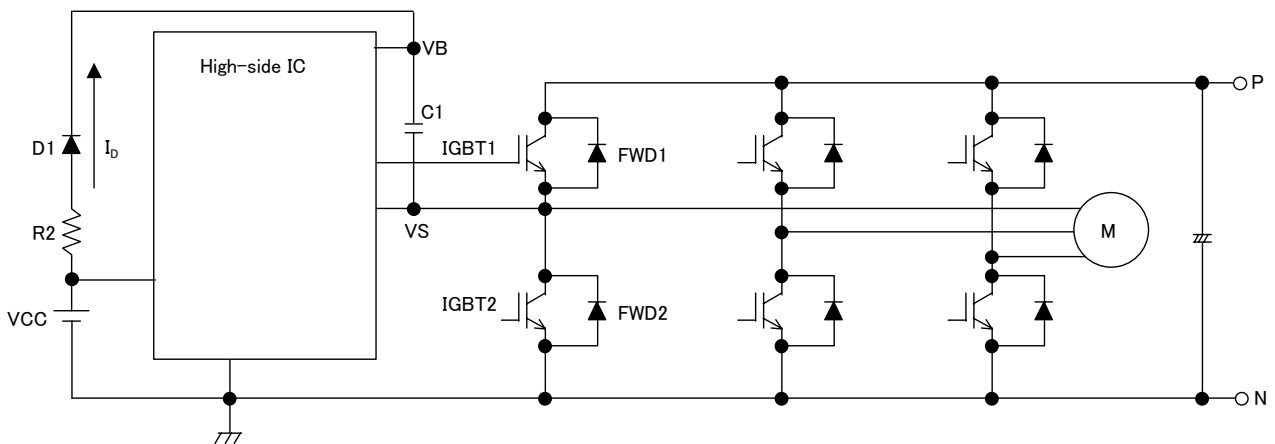 VB
High-side IC
P
C1
D1
I_D
IGBT1
FWD1
R2
VS
M
IGBT2
FWD2
VCC
N